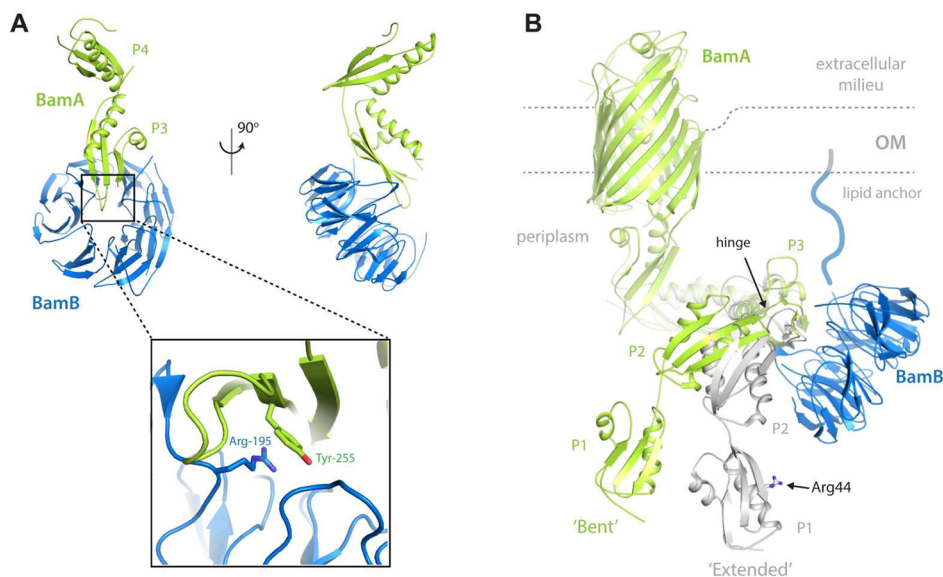 A
P4
BamA
P3
90°
BamB
Arg-195
Tyr-255
B
BamA
extracellular
milieu
OM
lipid anchor
periplasm
hinge
P3
P2
BamB
P2
P1
Arg44
P1
'Bent'
'Extended'